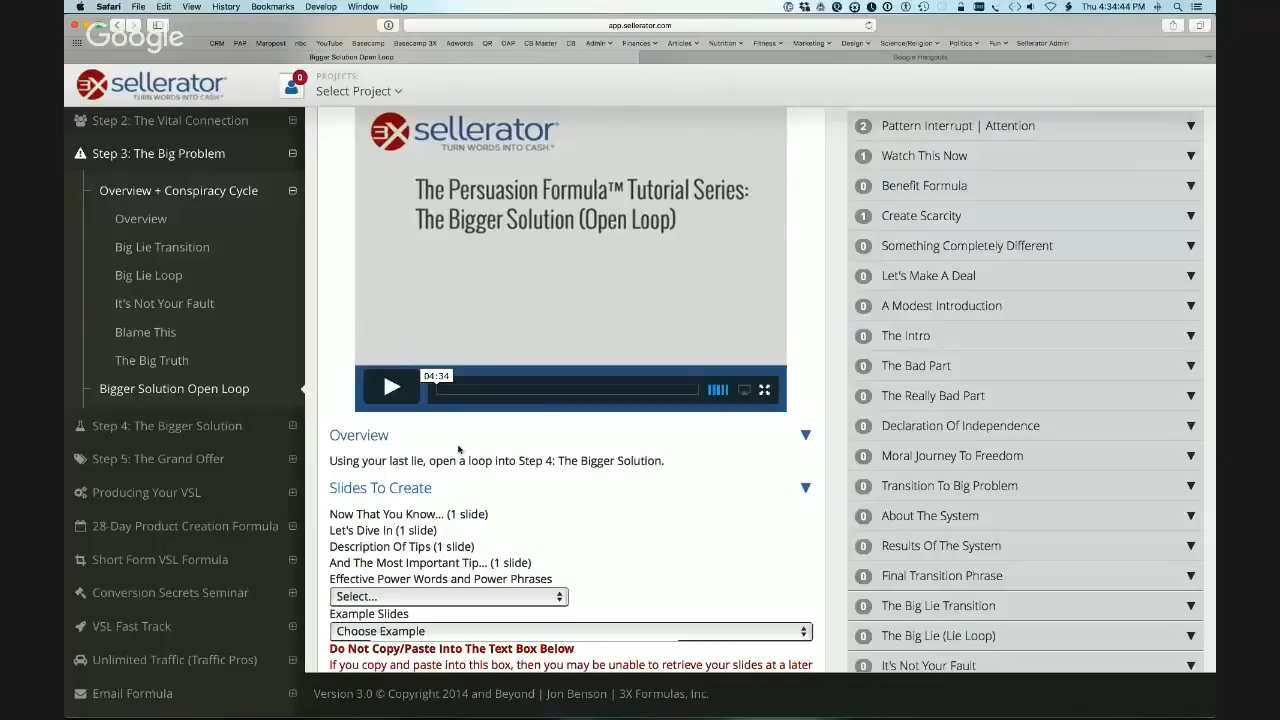 Safari File Edit View History Bookmarks Develop Window Help
Thu 4:34:44 PM
Google
app.sellerator.com
CRM PAP Maropost nbc YouTube Basecamp Basecamp 3X Adwords QR OAP CB Master CB Admin Finances Articles Nutrition Fitness Marketing Design Science/Religion Politics Fun Sellerator Admin
Bigger Solution Open Loop
Google Hangouts
3X sellerator
TURN WORDS INTO CASH™
0
PROJECTS:
Select Project
Step 2: The Vital Connection
Step 3: The Big Problem
Overview + Conspiracy Cycle
Overview
Big Lie Transition
Big Lie Loop
It's Not Your Fault
Blame This
The Big Truth
Bigger Solution Open Loop
Step 4: The Bigger Solution
Step 5: The Grand Offer
Producing Your VSL
28-Day Product Creation Formula
Short Form VSL Formula
Conversion Secrets Seminar
VSL Fast Track
Unlimited Traffic (Traffic Pros)
Email Formula
3X sellerator
TURN WORDS INTO CASH™
The Persuasion Formula™ Tutorial Series:
The Bigger Solution (Open Loop)
04:34
Overview
Using your last lie, open a loop into Step 4: The Bigger Solution.
Slides To Create
Now That You Know... (1 slide)
Let's Dive In (1 slide)
Description Of Tips (1 slide)
And The Most Important Tip... (1 slide)
Effective Power Words and Power Phrases
Select...
Example Slides
Choose Example
Do Not Copy/Paste Into The Text Box Below
If you copy and paste into this box, then you may be unable to retrieve your slides at a later
2 Pattern Interrupt | Attention
1 Watch This Now
0 Benefit Formula
1 Create Scarcity
0 Something Completely Different
0 Let's Make A Deal
0 A Modest Introduction
0 The Intro
0 The Bad Part
0 The Really Bad Part
0 Declaration Of Independence
0 Moral Journey To Freedom
0 Transition To Big Problem
0 About The System
0 Results Of The System
0 Final Transition Phrase
0 The Big Lie Transition
0 The Big Lie (Lie Loop)
0 It's Not Your Fault
Version 3.0 © Copyright 2014 and Beyond | Jon Benson | 3X Formulas, Inc.